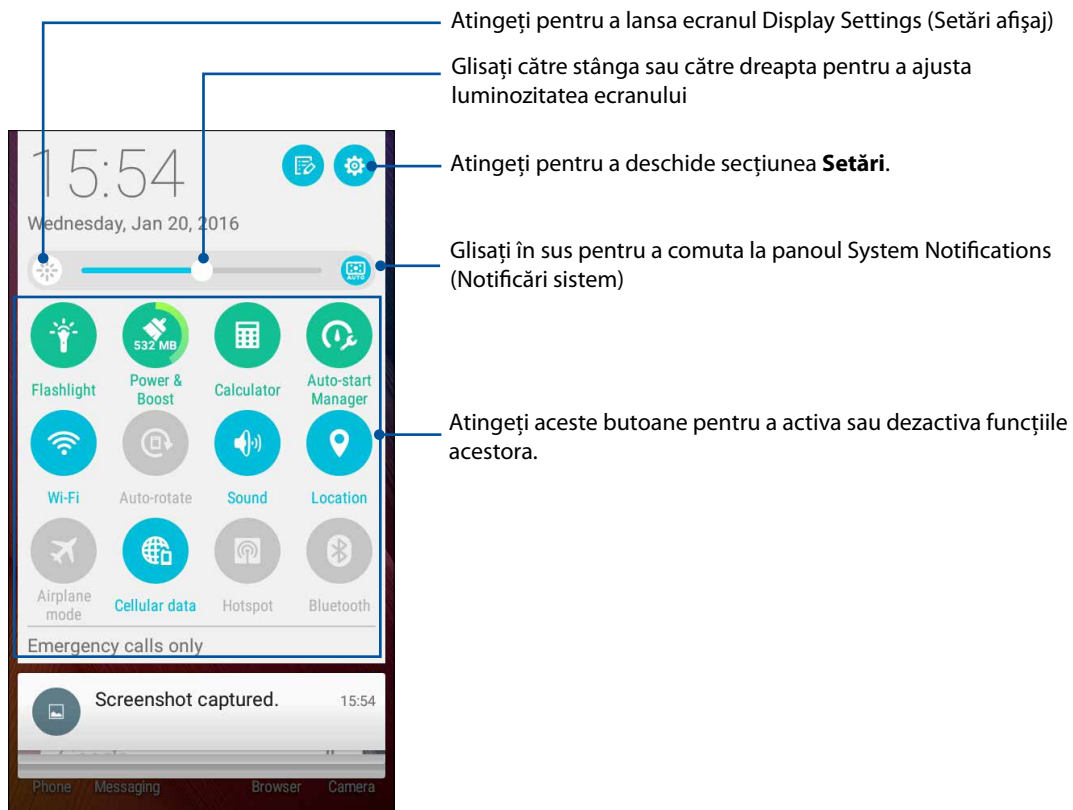 Atingeți pentru a lansa ecranul Display Settings (Setări afişaj)
Glisați către stânga sau către dreapta pentru a ajusta
luminozitatea ecranului
Atingeți pentru a deschide secțiunea Setări.
Glisați în sus pentru a comuta la panoul System Notifications
(Notificări sistem)
Atingeți aceste butoane pentru a activa sau dezactiva funcțiile
acestora.
15:54
Wednesday, Jan 20, 2016
AUTO
532 MB
Flashlight
Power &
Boost
Calculator
Auto-start
Manager
Wi-Fi
Auto-rotate
Sound
Location
Airplane
mode
Cellular data
Hotspot
Bluetooth
Emergency calls only
Screenshot captured.
15:54
Phone
Messaging
Browser
Camera